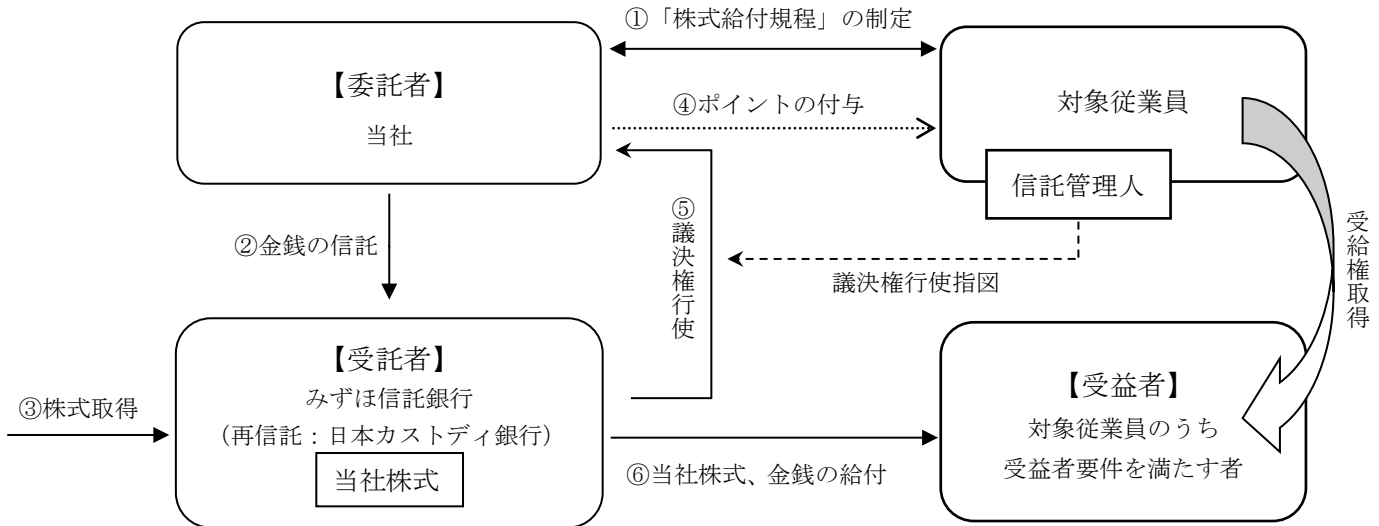 ①「株式給付規程」の制定
【委託者】
当社
④ポイントの付与
対象従業員
信託管理人
②金銭の信託
⑤議決権行使
議決権行使指図
受給権取得
【受託者】
みずほ信託銀行
(再信託:日本カストディ銀行)
当社株式
③株式取得
⑥当社株式、金銭の給付
【受益者】
対象従業員のうち
受益者要件を満たす者